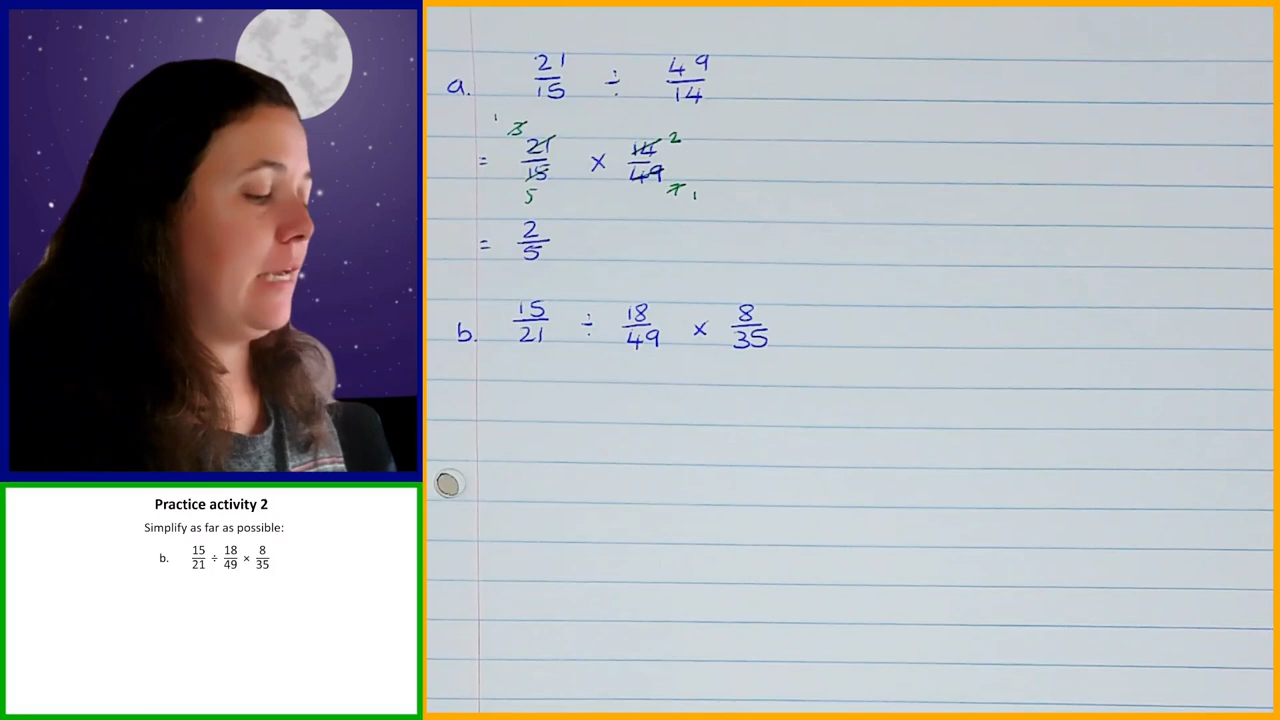 a. 21/15 ÷ 49/14
1 3 2
= 21/15 × 14/49
5 7 1
= 2/5
b. 15/21 ÷ 18/49 × 8/35
Practice activity 2
Simplify as far as possible:
b. 15/21 ÷ 18/49 × 8/35